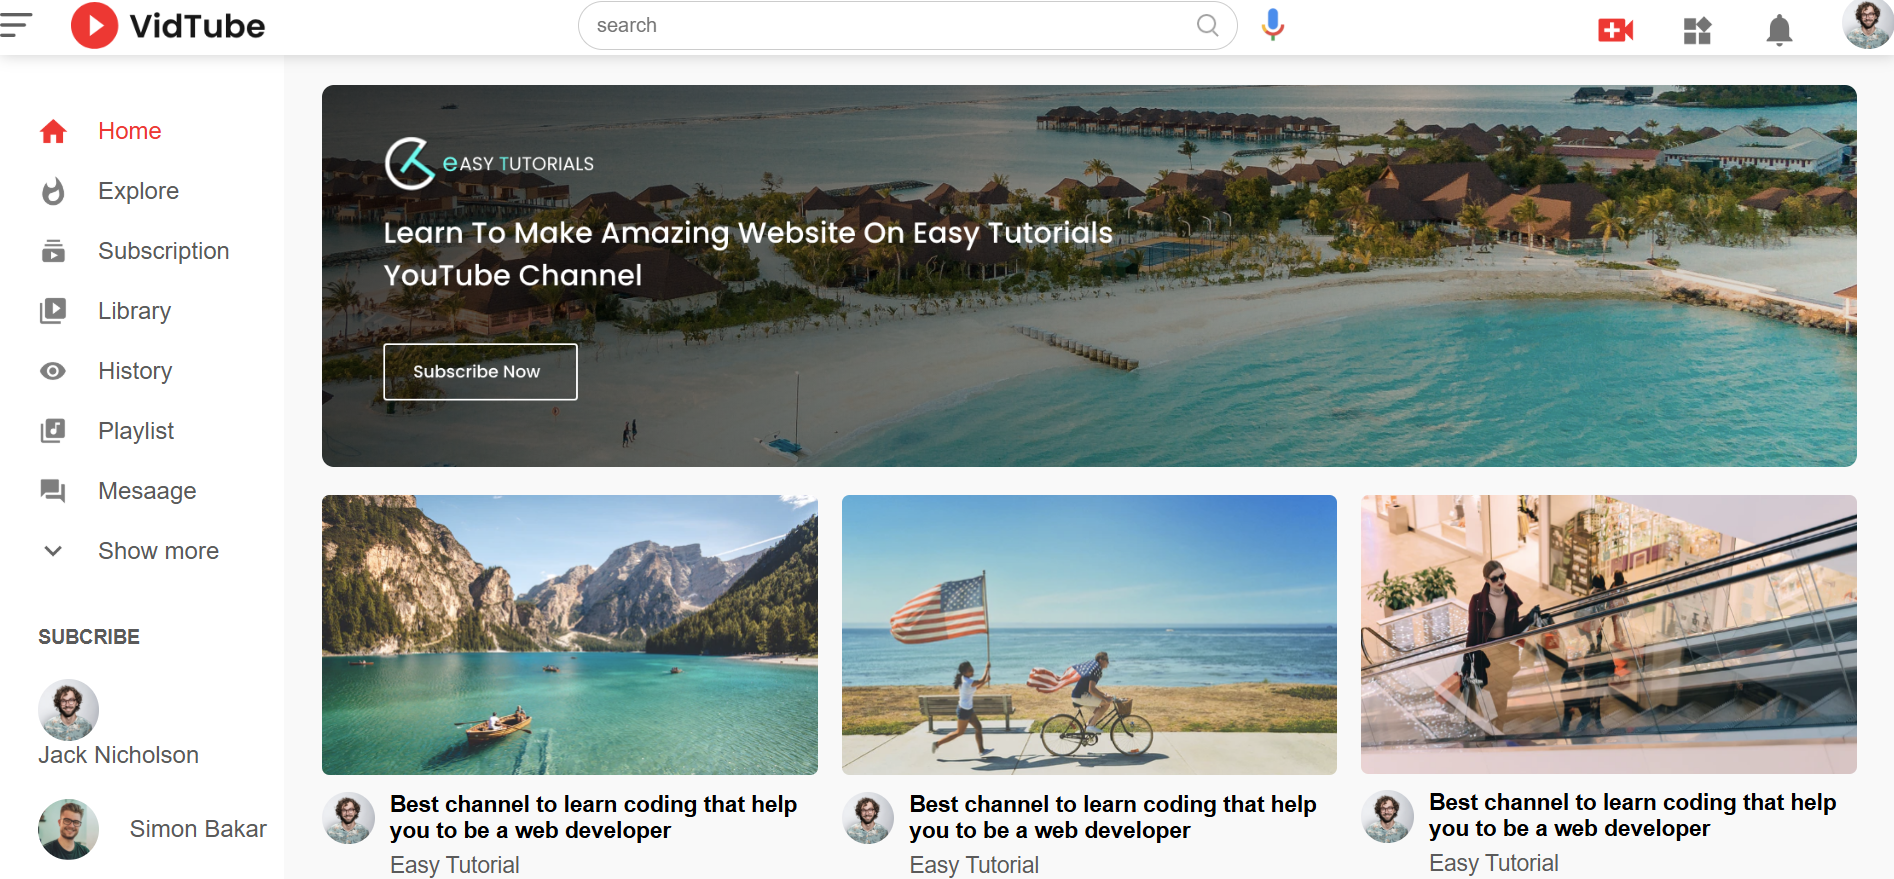 VidTube
search
Home
Explore
Subscription
Library
History
Playlist
Mesaage
Show more
SUBCRIBE
Jack Nicholson
Simon Bakar
eASY TUTORIALS
Learn To Make Amazing Website On Easy Tutorials
YouTube Channel
Subscribe Now
Best channel to learn coding that help
you to be a web developer
Easy Tutorial
Best channel to learn coding that help
you to be a web developer
Easy Tutorial
Best channel to learn coding that help
you to be a web developer
Easy Tutorial